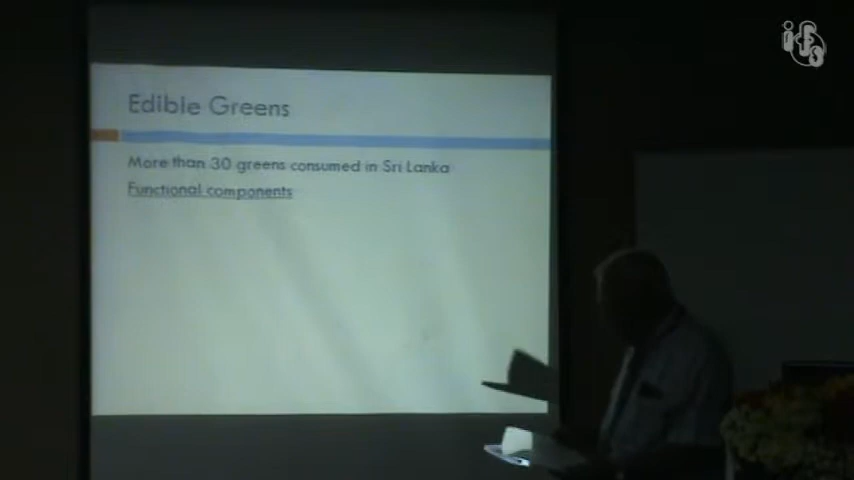 Edible Greens
More than 30 greens consumed in Sri Lanka
Functional components